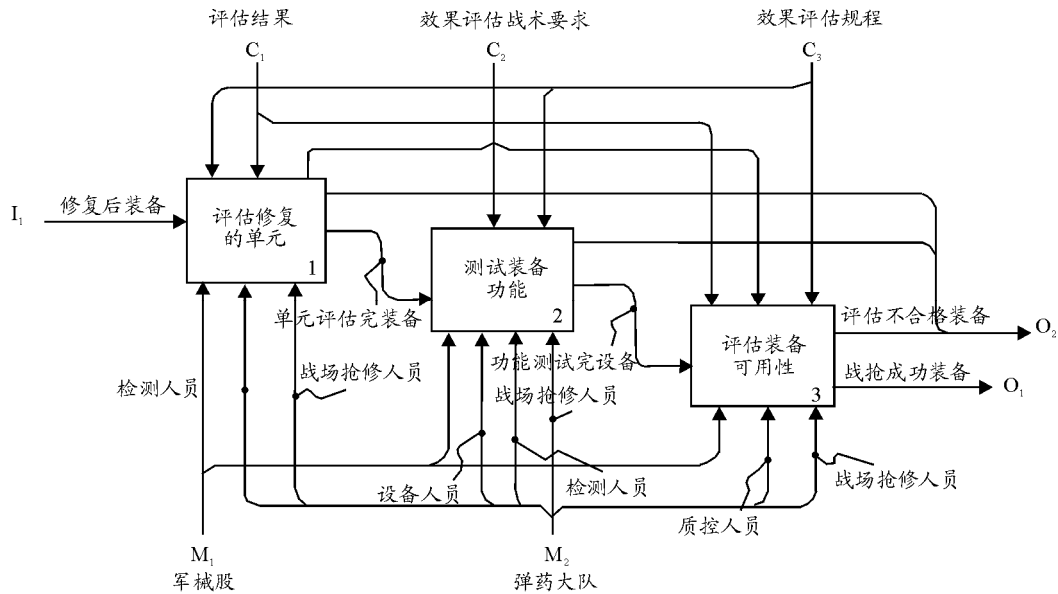 评估结果
效果评估战术要求
效果评估规程
C₁
C₂
C₃
I₁
修复后装备
评估修复
的单元
1
测试装备
功能
2
单元评估完装备
功能测试完设备
评估装备
可用性
3
评估不合格装备
O₂
战抢成功装备
O₁
检测人员
战场抢修人员
战场抢修人员
设备人员
检测人员
战场抢修人员
质控人员
M₁
军械股
M₂
弹药大队